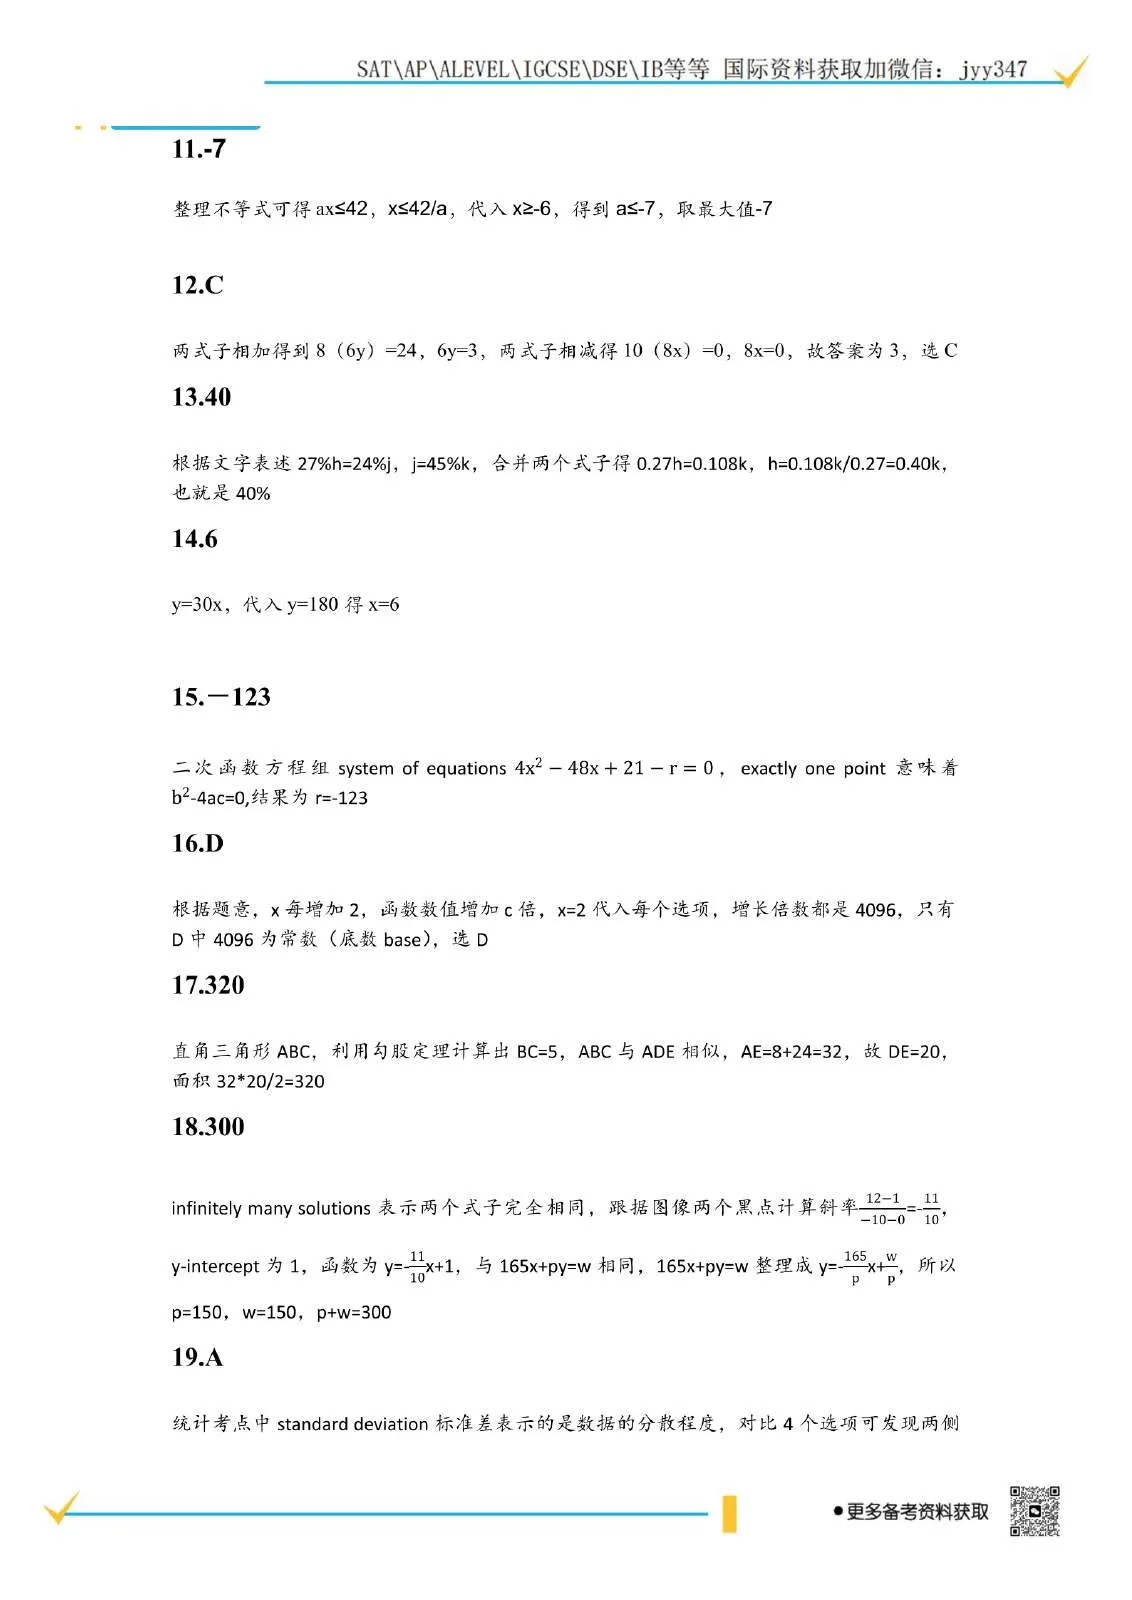 SAT\AP\ALEVEL\IGCSE\DSE\IB等等 国际资料获取加微信：jyy347
11.-7
整理不等式可得 ax≤42，x≤42/a，代入 x≥-6，得到 a≤-7，取最大值-7
12.C
两式子相加得到 8（6y）=24，6y=3，两式子相减得 10（8x）=0，8x=0，故答案为 3，选 C
13.40
根据文字表述 27%h=24%j，j=45%k，合并两个式子得 0.27h=0.108k，h=0.108k/0.27=0.40k，
也就是 40%
14.6
y=30x，代入 y=180 得 x=6
15.－123
二次函数方程组 system of equations 4x² − 48x + 21 − r = 0，exactly one point 意味着
b²-4ac=0,结果为 r=-123
16.D
根据题意，x 每增加 2，函数数值增加 c 倍，x=2 代入每个选项，增长倍数都是 4096，只有
D 中 4096 为常数（底数 base），选 D
17.320
直角三角形 ABC，利用勾股定理计算出 BC=5，ABC 与 ADE 相似，AE=8+24=32，故 DE=20，
面积 32*20/2=320
18.300
infinitely many solutions 表示两个式子完全相同，跟据图像两个黑点计算斜率 (12−1)/(−10−0)=-11/10，
y-intercept 为 1，函数为 y=-11/10x+1，与 165x+py=w 相同，165x+py=w 整理成 y=-165/p x+w/p，所以
p=150，w=150，p+w=300
19.A
统计考点中 standard deviation 标准差表示的是数据的分散程度，对比 4 个选项可发现两侧
●更多备考资料获取